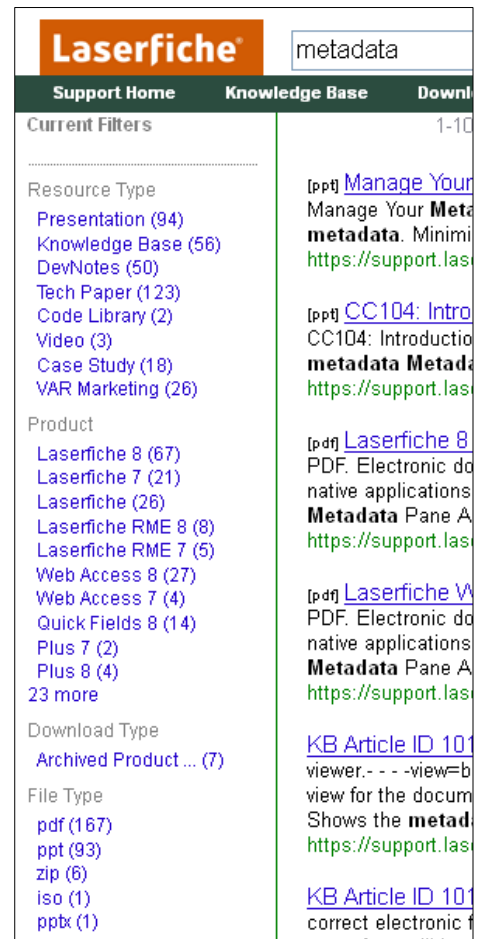 Laserfiche®
metadata
Support Home Knowledge Base
Current Filters
1-10
Resource Type
Presentation (94)
Knowledge Base (56)
DevNotes (50)
Tech Paper (123)
Code Library (2)
Video (3)
Case Study (18)
VAR Marketing (26)
Product
Laserfiche 8 (67)
Laserfiche 7 (21)
Laserfiche (26)
Laserfiche RME 8 (8)
Laserfiche RME 7 (5)
Web Access 8 (27)
Web Access 7 (4)
Quick Fields 8 (14)
Plus 7 (2)
Plus 8 (4)
23 more
Download Type
Archived Product ... (7)
File Type
pdf (167)
ppt (93)
zip (6)
iso (1)
pptx (1)
[ppt] Manage Your
Manage Your Meta
metadata. Minimi
https://support.las
[ppt] CC104: Intro
CC104: Introductio
metadata Metada
https://support.las
[pdf] Laserfiche 8
PDF. Electronic do
native applications
Metadata Pane A
https://support.las
[pdf] Laserfiche W
PDF. Electronic do
native applications
Metadata Pane A
https://support.las
KB Article ID 101
viewer.- - - -view=b
view for the docum
Shows the metad
https://support.las
KB Article ID 101
correct electronic f